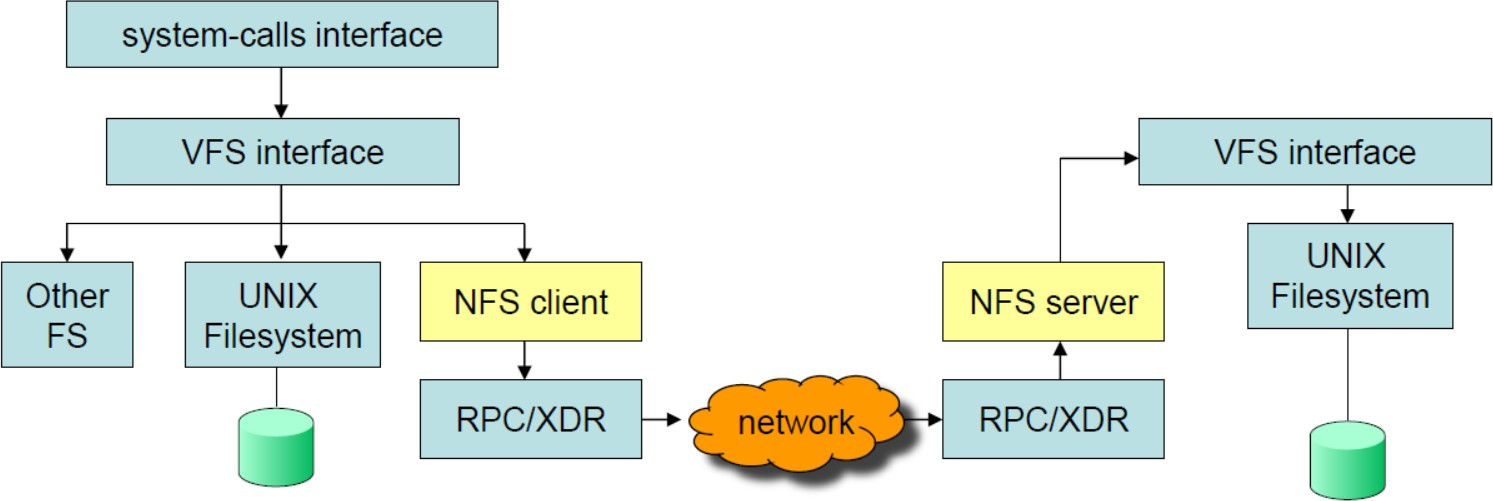 system-calls interface
VFS interface
VFS interface
Other
FS
UNIX
Filesystem
NFS client
NFS server
UNIX
Filesystem
RPC/XDR
network
RPC/XDR